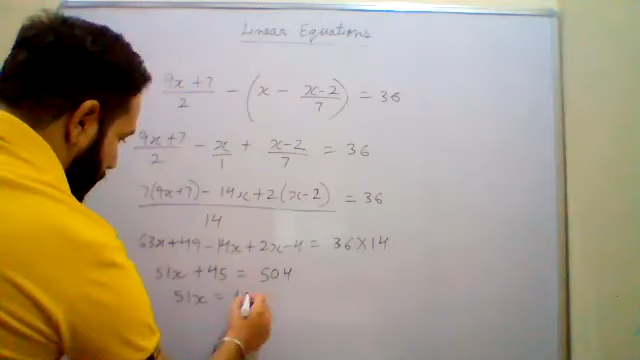 Linear Equations
9x+7/2 - (x - x-2/7) = 36
9x+7/2 - x/1 + x-2/7 = 36
7(9x+7) - 14x + 2(x-2)/14 = 36
63x+49-14x+2x-4 = 36×14
51x + 45 = 504
51x =